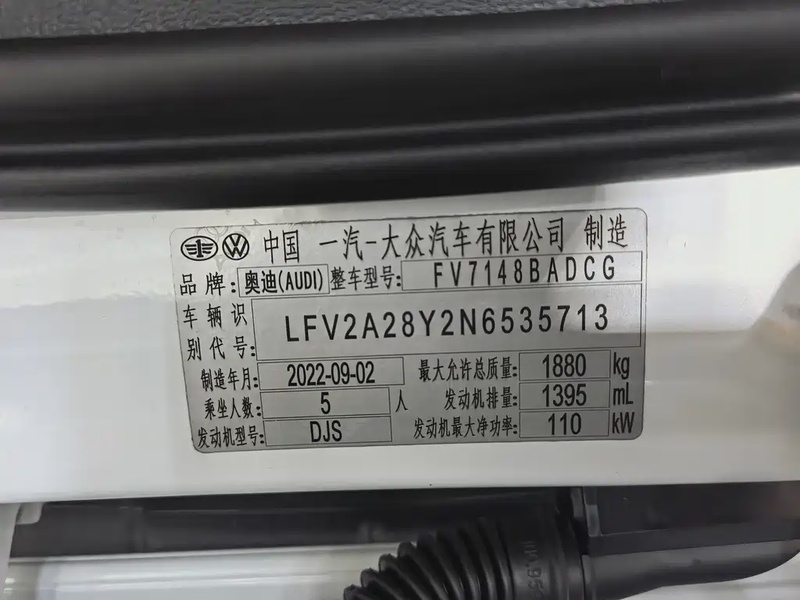 中国 一汽-大众汽车有限公司 制造
品牌: 奥迪(AUDI) 整车型号: FV7148BADCG
车辆识别代号: LFV2A28Y2N6535713
制造年月: 2022-09-02 最大允许总质量: 1880 kg
乘坐人数: 5 人 发动机排量: 1395 mL
发动机型号: DJS 发动机最大净功率: 110 kW